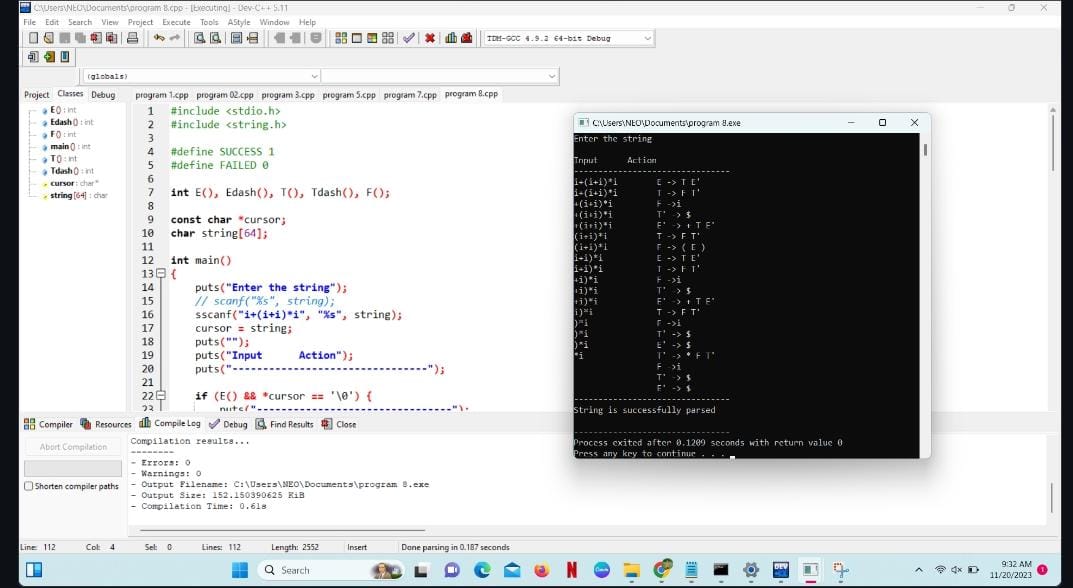 C:\Users\NEO\Documents\program 8.cpp - [Executing] - Dev-C++ 5.11
File Edit Search View Project Execute Tools AStyle Window Help
TDM-GCC 4.9.2 64-bit Debug
(globals)
Project Classes Debug
program 1.cpp program 02.cpp program 3.cpp program 5.cpp program 7.cpp program 8.cpp
E() : int
Edash() : int
F() : int
main() : int
T() : int
Tdash() : int
cursor : char*
string [64] : char
1 #include <stdio.h>
2 #include <string.h>
3
4 #define SUCCESS 1
5 #define FAILED 0
6
7 int E(), Edash(), T(), Tdash(), F();
8
9 const char *cursor;
10 char string[64];
11
12 int main()
13 {
14 puts("Enter the string");
15 // scanf("%s", string);
16 sscanf("i+(i+i)*i", "%s", string);
17 cursor = string;
18 puts("");
19 puts("Input Action");
20 puts("--------------------------------");
21
22 if (E() && *cursor == '\0') {
23 puts("--------------------------------");
C:\Users\NEO\Documents\program 8.exe
Enter the string
Input Action
--------------------------------
i+(i+i)*i E -> T E'
i+(i+i)*i T -> F T'
+(i+i)*i F ->i
+(i+i)*i T' -> $
+(i+i)*i E' -> + T E'
(i+i)*i T -> F T'
(i+i)*i F -> ( E )
i+i)*i E -> T E'
i+i)*i T -> F T'
+i)*i F ->i
+i)*i T' -> $
+i)*i E' -> + T E'
i)*i T -> F T'
)*i F ->i
)*i T' -> $
)*i E' -> $
*i T' -> * F T'
F ->i
T' -> $
E' -> $
--------------------------------
String is successfully parsed
--------------------------------
Process exited after 0.1209 seconds with return value 0
Press any key to continue . . .
Compiler Resources Compile Log Debug Find Results Close
Abort Compilation
Shorten compiler paths
Compilation results...
--------
- Errors: 0
- Warnings: 0
- Output Filename: C:\Users\NEO\Documents\program 8.exe
- Output Size: 152.150390625 KiB
- Compilation Time: 0.61s
Line: 112 Col: 4 Sel: 0 Lines: 112 Length: 2552 Insert Done parsing in 0.187 seconds
Search
DEV
9:32 AM
11/20/2023
1